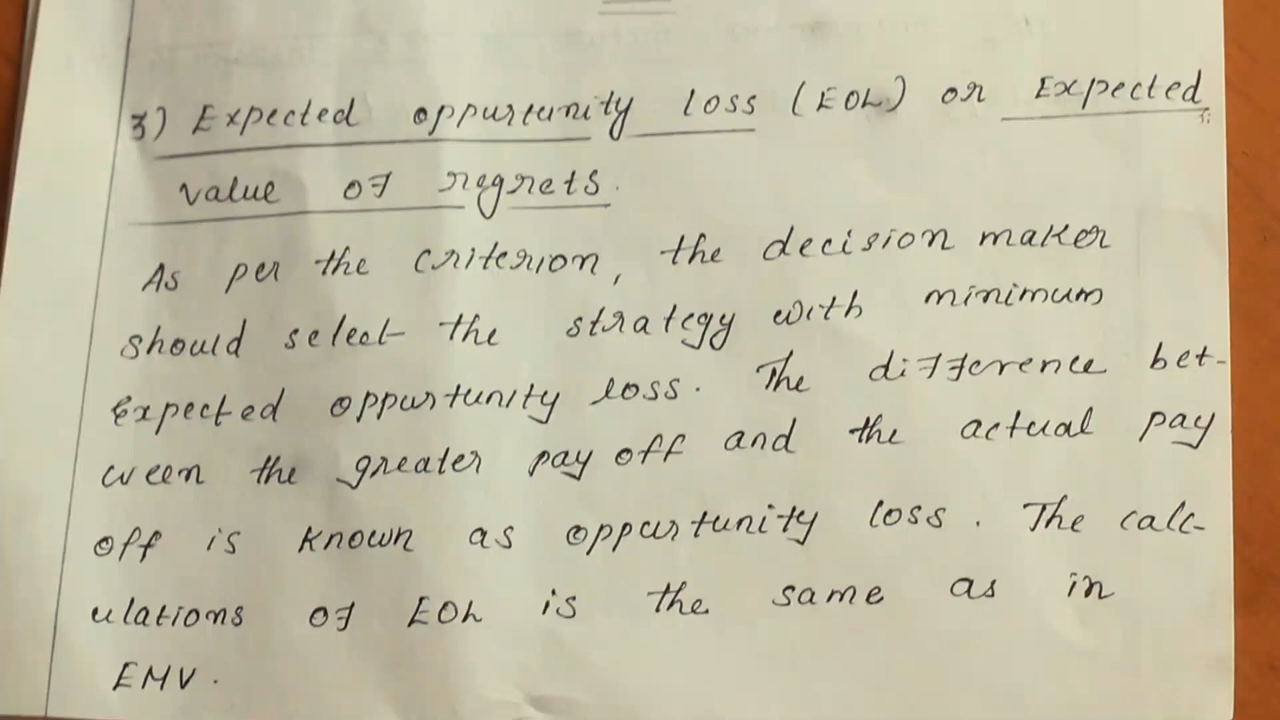 3) Expected oppurtunity loss (EOL) or Expected
value of regrets.
As per the criterion, the decision maker
should select the strategy with minimum
Expected oppurtunity loss. The difference bet-
ween the greater pay off and the actual pay
off is known as oppurtunity loss. The calc-
ulations of EOL is the same as in
EMV.